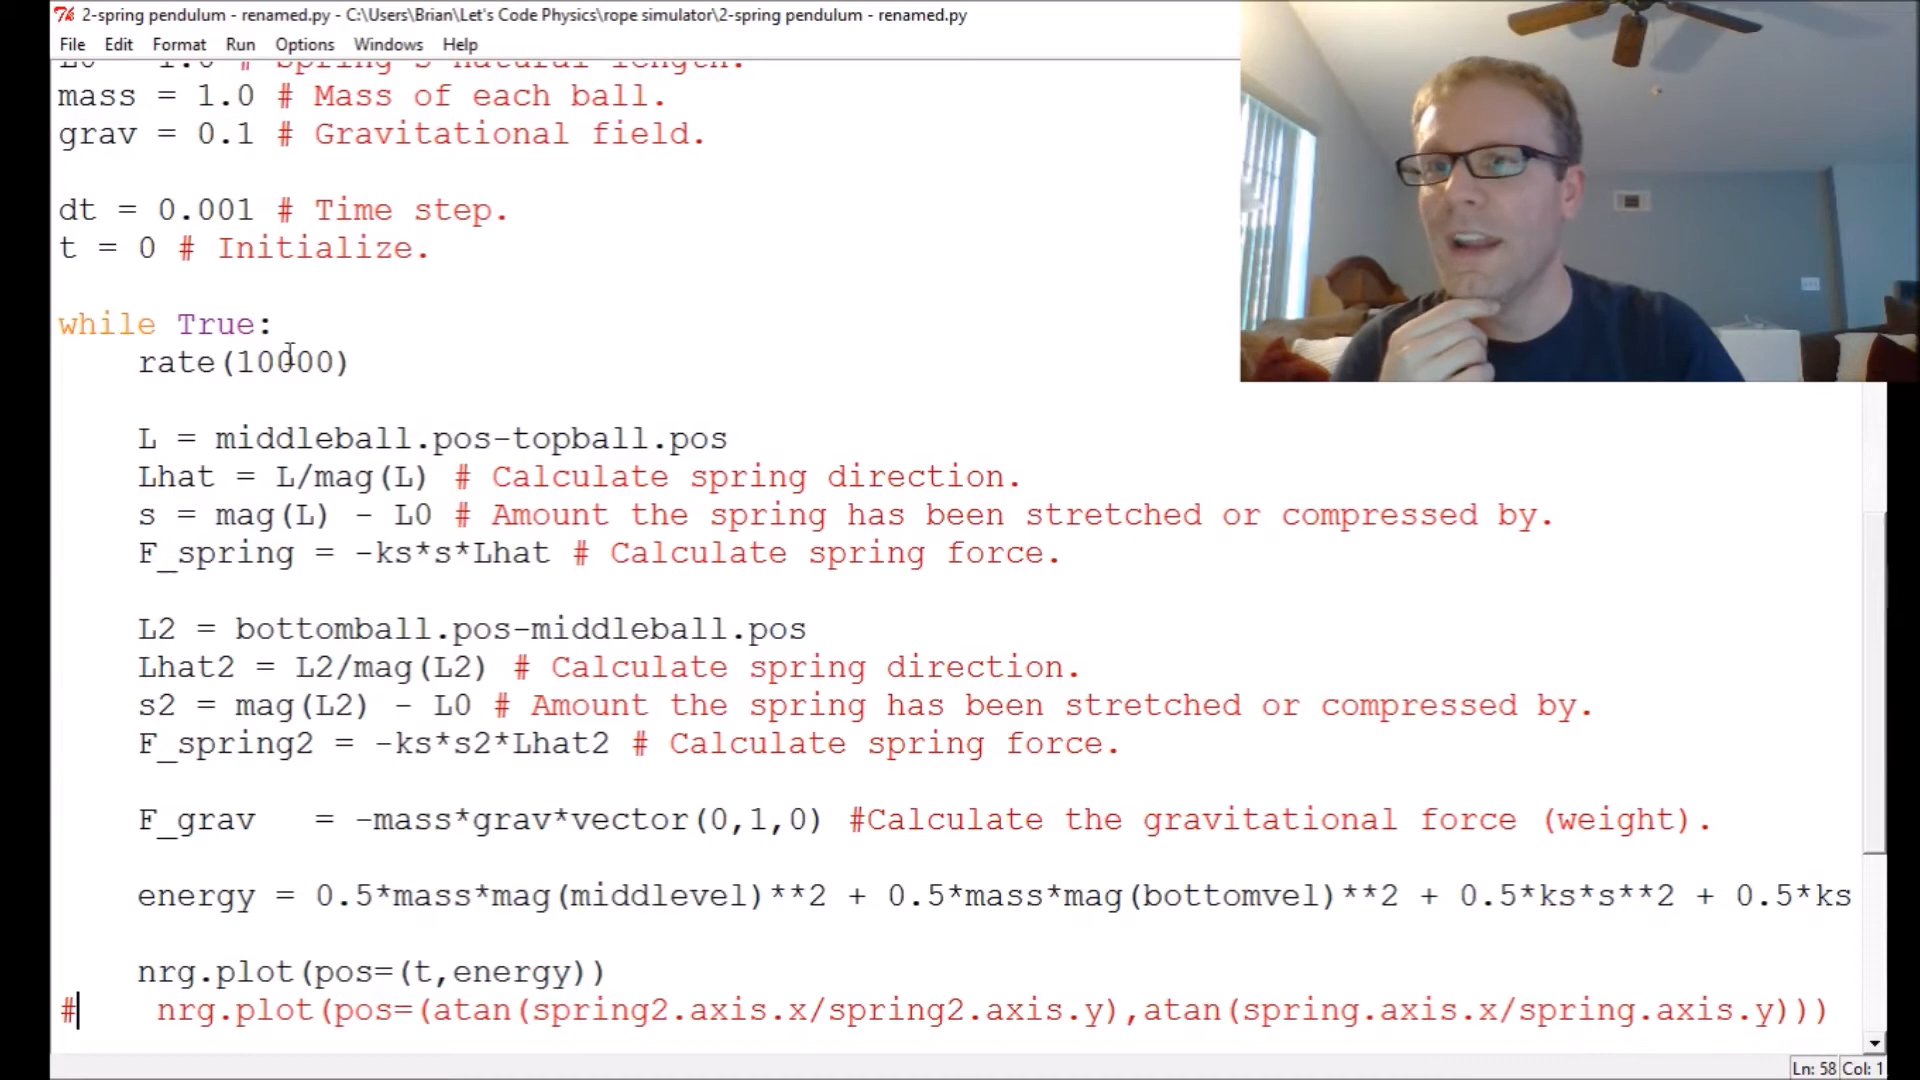 2-spring pendulum - renamed.py - C:\Users\Brian\Let's Code Physics\rope simulator\2-spring pendulum - renamed.py
File Edit Format Run Options Windows Help
L0 = 1.0 # Spring's natural length.
mass = 1.0 # Mass of each ball.
grav = 0.1 # Gravitational field.
dt = 0.001 # Time step.
t = 0 # Initialize.
while True:
rate(10000)
L = middleball.pos-topball.pos
Lhat = L/mag(L) # Calculate spring direction.
s = mag(L) - L0 # Amount the spring has been stretched or compressed by.
F_spring = -ks*s*Lhat # Calculate spring force.
L2 = bottomball.pos-middleball.pos
Lhat2 = L2/mag(L2) # Calculate spring direction.
s2 = mag(L2) - L0 # Amount the spring has been stretched or compressed by.
F_spring2 = -ks*s2*Lhat2 # Calculate spring force.
F_grav   = -mass*grav*vector(0,1,0) #Calculate the gravitational force (weight).
energy = 0.5*mass*mag(middlevel)**2 + 0.5*mass*mag(bottomvel)**2 + 0.5*ks*s**2 + 0.5*ks
nrg.plot(pos=(t,energy))
#    nrg.plot(pos=(atan(spring2.axis.x/spring2.axis.y),atan(spring.axis.x/spring.axis.y)))
Ln: 58 Col: 1